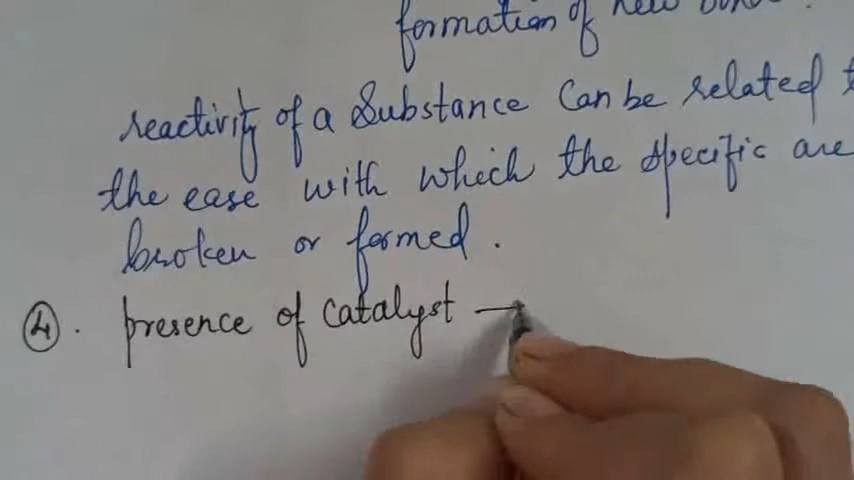 formation of new
reactivity of a Substance Can be related
the ease with which the specific are
broken or formed.
4. presence of catalyst →